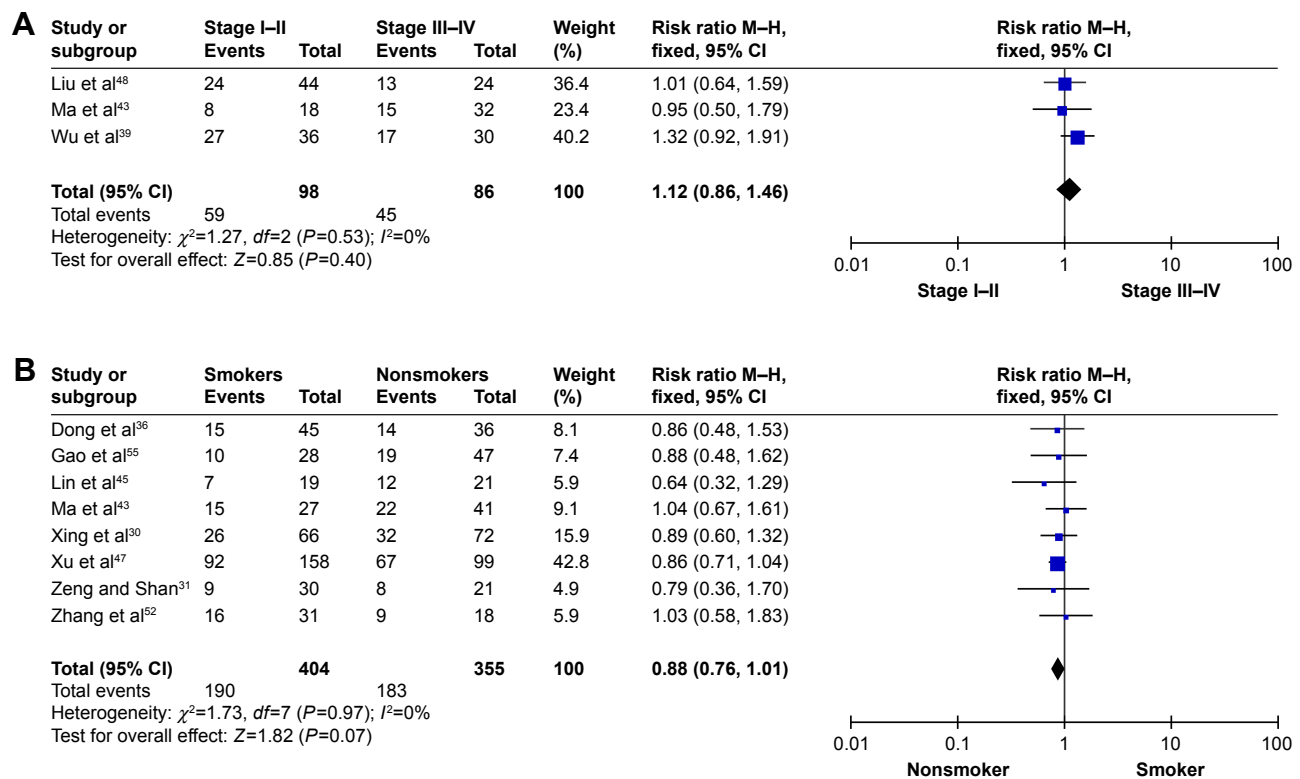 A
Study or subgroup Stage I–II Events Total Stage III–IV Events Total Weight (%) Risk ratio M–H, fixed, 95% CI Risk ratio M–H, fixed, 95% CI
Liu et al48 24 44 13 24 36.4 1.01 (0.64, 1.59)
Ma et al43 8 18 15 32 23.4 0.95 (0.50, 1.79)
Wu et al39 27 36 17 30 40.2 1.32 (0.92, 1.91)
Total (95% CI) 98 86 100 1.12 (0.86, 1.46)
Total events 59 45
Heterogeneity: χ2=1.27, df=2 (P=0.53); I2=0%
Test for overall effect: Z=0.85 (P=0.40)
0.01 0.1 1 10 100
Stage I–II Stage III–IV
B
Study or subgroup Smokers Events Total Nonsmokers Events Total Weight (%) Risk ratio M–H, fixed, 95% CI Risk ratio M–H, fixed, 95% CI
Dong et al36 15 45 14 36 8.1 0.86 (0.48, 1.53)
Gao et al55 10 28 19 47 7.4 0.88 (0.48, 1.62)
Lin et al45 7 19 12 21 5.9 0.64 (0.32, 1.29)
Ma et al43 15 27 22 41 9.1 1.04 (0.67, 1.61)
Xing et al30 26 66 32 72 15.9 0.89 (0.60, 1.32)
Xu et al47 92 158 67 99 42.8 0.86 (0.71, 1.04)
Zeng and Shan31 9 30 8 21 4.9 0.79 (0.36, 1.70)
Zhang et al52 16 31 9 18 5.9 1.03 (0.58, 1.83)
Total (95% CI) 404 355 100 0.88 (0.76, 1.01)
Total events 190 183
Heterogeneity: χ2=1.73, df=7 (P=0.97); I2=0%
Test for overall effect: Z=1.82 (P=0.07)
0.01 0.1 1 10 100
Nonsmoker Smoker